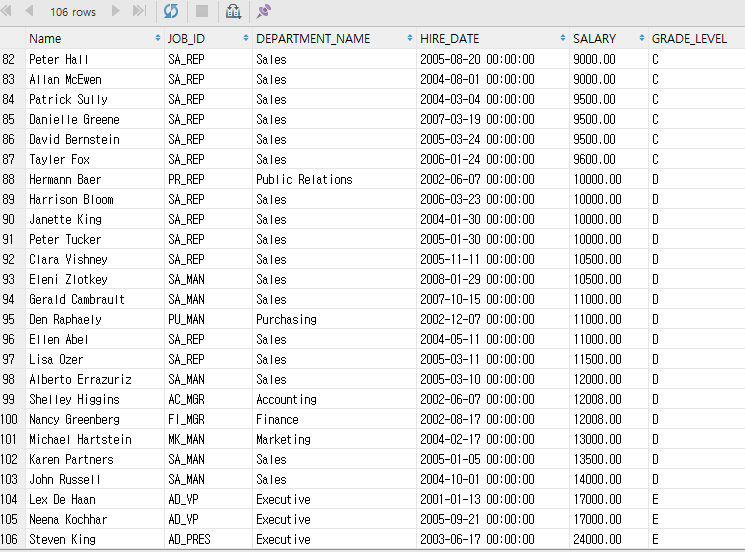 106 rows
Name JOB_ID DEPARTMENT_NAME HIRE_DATE SALARY GRADE_LEVEL
82 Peter Hall SA_REP Sales 2005-08-20 00:00:00 9000.00 C
83 Allan McEwen SA_REP Sales 2004-08-01 00:00:00 9000.00 C
84 Patrick Sully SA_REP Sales 2004-03-04 00:00:00 9500.00 C
85 Danielle Greene SA_REP Sales 2007-03-19 00:00:00 9500.00 C
86 David Bernstein SA_REP Sales 2005-03-24 00:00:00 9500.00 C
87 Tayler Fox SA_REP Sales 2006-01-24 00:00:00 9600.00 C
88 Hermann Baer PR_REP Public Relations 2002-06-07 00:00:00 10000.00 D
89 Harrison Bloom SA_REP Sales 2006-03-23 00:00:00 10000.00 D
90 Janette King SA_REP Sales 2004-01-30 00:00:00 10000.00 D
91 Peter Tucker SA_REP Sales 2005-01-30 00:00:00 10000.00 D
92 Clara Vishney SA_REP Sales 2005-11-11 00:00:00 10500.00 D
93 Eleni Zlotkey SA_MAN Sales 2008-01-29 00:00:00 10500.00 D
94 Gerald Cambrault SA_MAN Sales 2007-10-15 00:00:00 11000.00 D
95 Den Raphaely PU_MAN Purchasing 2002-12-07 00:00:00 11000.00 D
96 Ellen Abel SA_REP Sales 2004-05-11 00:00:00 11000.00 D
97 Lisa Ozer SA_REP Sales 2005-03-11 00:00:00 11500.00 D
98 Alberto Errazuriz SA_MAN Sales 2005-03-10 00:00:00 12000.00 D
99 Shelley Higgins AC_MGR Accounting 2002-06-07 00:00:00 12008.00 D
100 Nancy Greenberg FI_MGR Finance 2002-08-17 00:00:00 12008.00 D
101 Michael Hartstein MK_MAN Marketing 2004-02-17 00:00:00 13000.00 D
102 Karen Partners SA_MAN Sales 2005-01-05 00:00:00 13500.00 D
103 John Russell SA_MAN Sales 2004-10-01 00:00:00 14000.00 D
104 Lex De Haan AD_VP Executive 2001-01-13 00:00:00 17000.00 E
105 Neena Kochhar AD_VP Executive 2005-09-21 00:00:00 17000.00 E
106 Steven King AD_PRES Executive 2003-06-17 00:00:00 24000.00 E